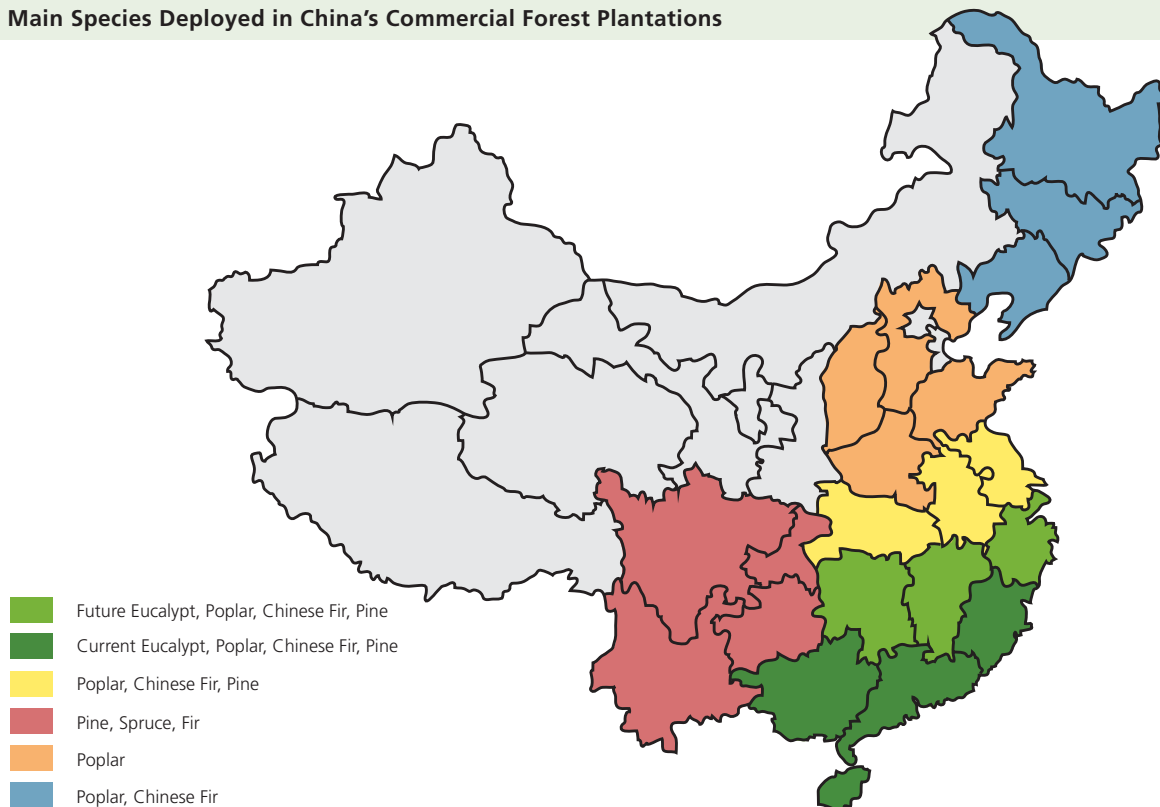 Main Species Deployed in China’s Commercial Forest Plantations
Future Eucalypt, Poplar, Chinese Fir, Pine
Current Eucalypt, Poplar, Chinese Fir, Pine
Poplar, Chinese Fir, Pine
Pine, Spruce, Fir
Poplar
Poplar, Chinese Fir